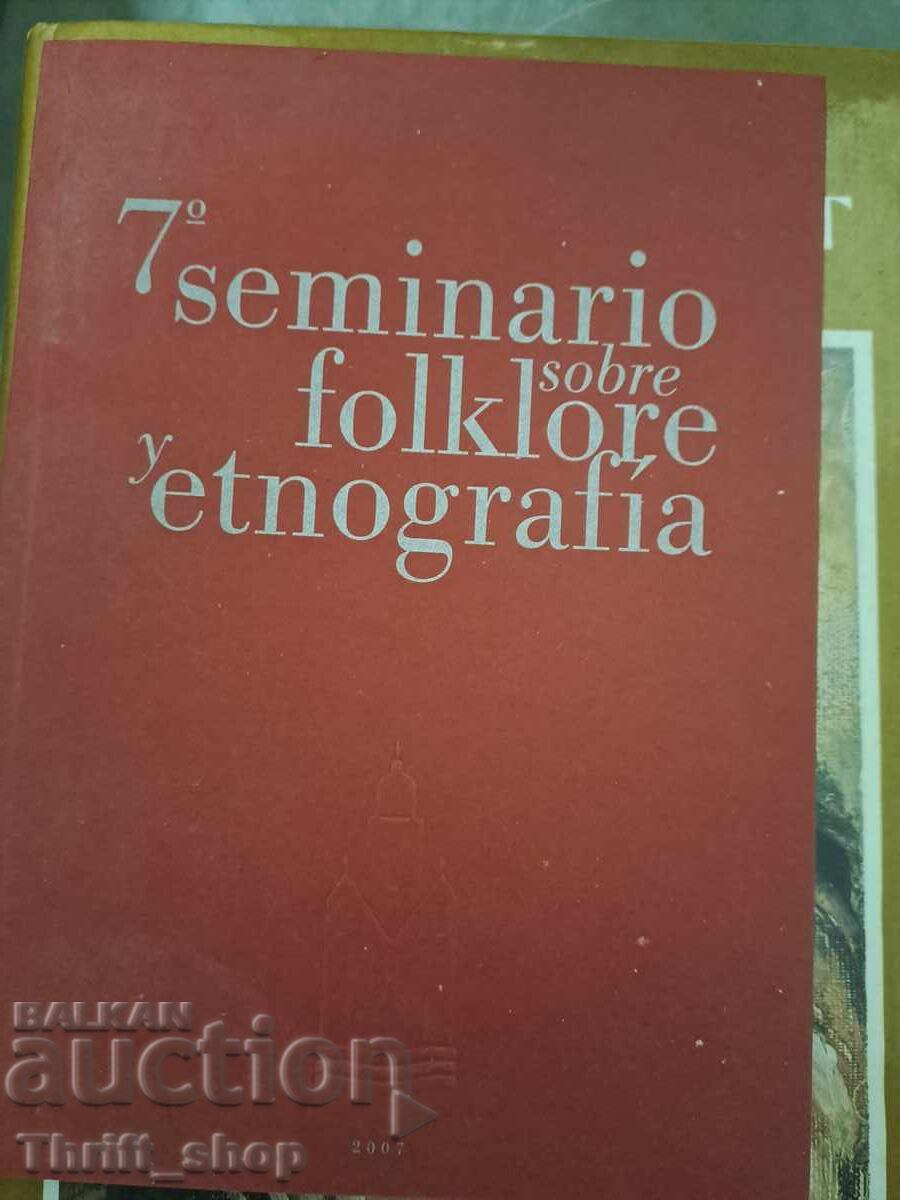 7º
seminario
sobre
folklore
y etnografía
T
BALKAN
auction
Thrift_shop
2007